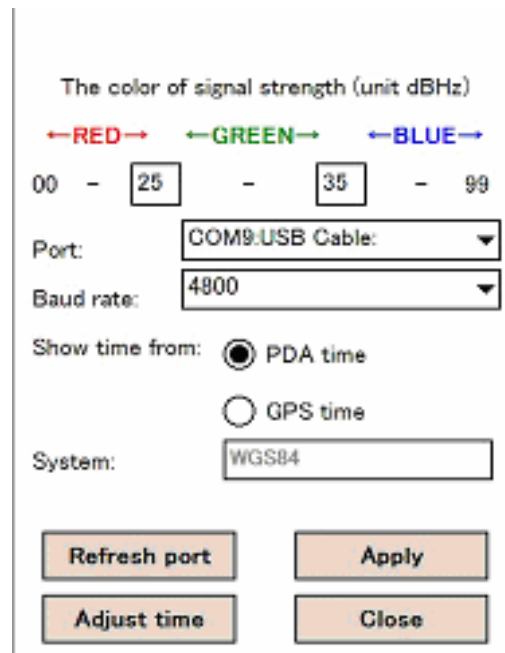 The color of signal strength (unit dBHz)
←RED→ ←GREEN→ ←BLUE→
00 - 25 - 35 - 99
Port: COM9:USB Cable:
Baud rate: 4800
Show time from: PDA time
GPS time
System: WGS84
Refresh port Apply
Adjust time Close